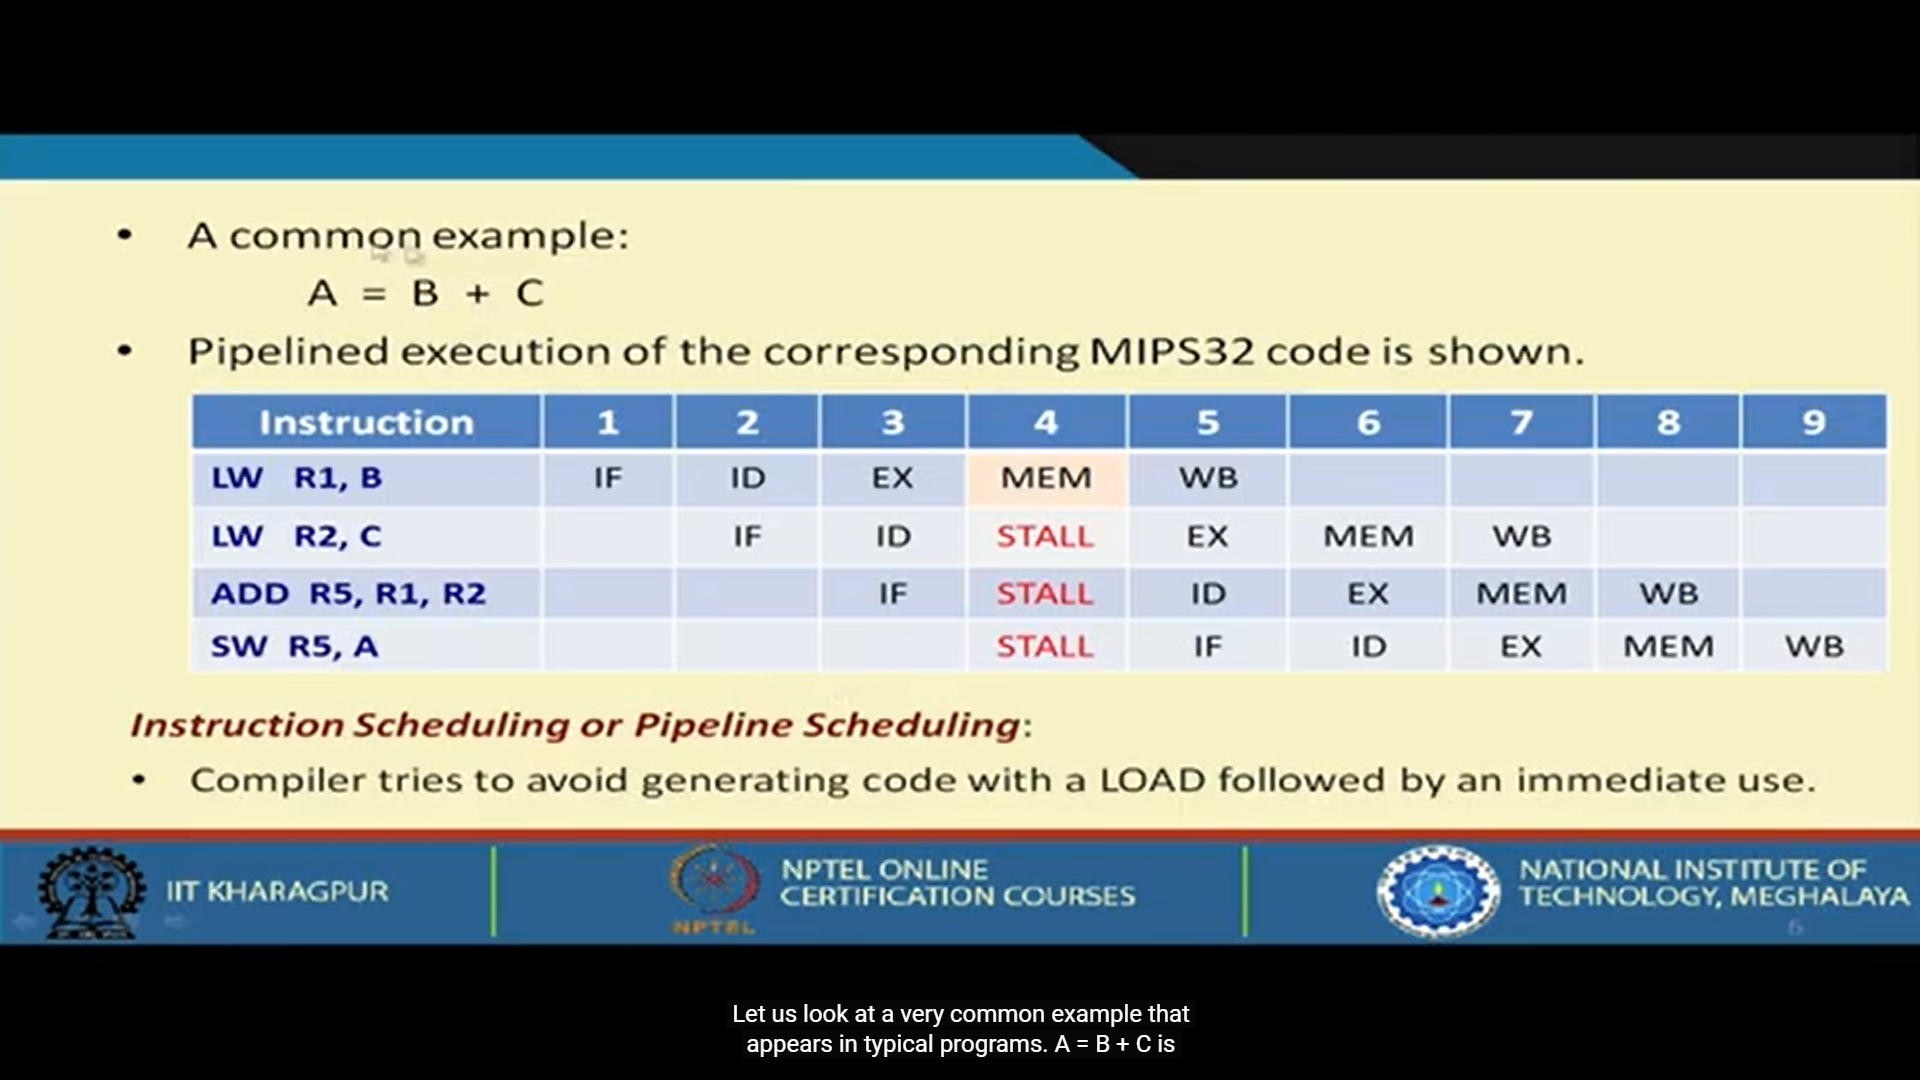 • A common example:
A = B + C
• Pipelined execution of the corresponding MIPS32 code is shown.
Instruction 1 2 3 4 5 6 7 8 9
LW R1, B IF ID EX MEM WB
LW R2, C IF ID STALL EX MEM WB
ADD R5, R1, R2 IF STALL ID EX MEM WB
SW R5, A STALL IF ID EX MEM WB
Instruction Scheduling or Pipeline Scheduling:
• Compiler tries to avoid generating code with a LOAD followed by an immediate use.
IIT KHARAGPUR
NPTEL
NPTEL ONLINE
CERTIFICATION COURSES
NATIONAL INSTITUTE OF
TECHNOLOGY, MEGHALAYA
6
Let us look at a very common example that
appears in typical programs. A = B + C is